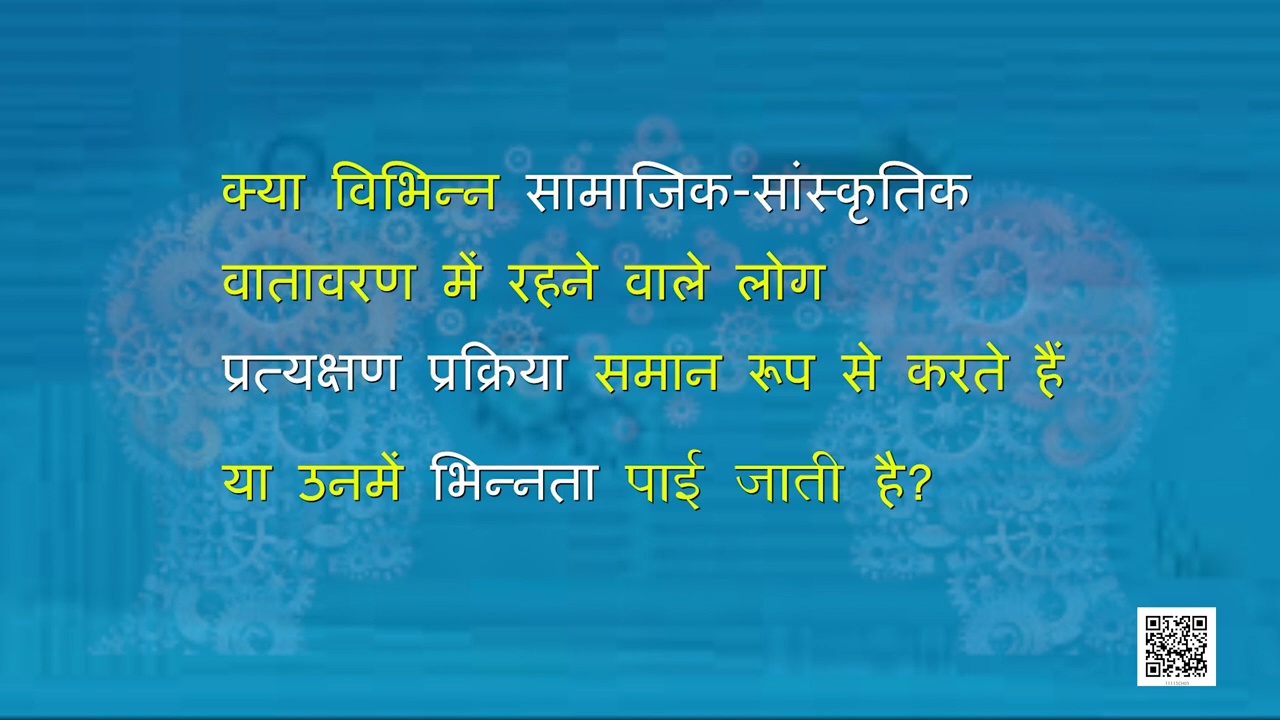 क्या विभिन्न सामाजिक-सांस्कृतिक
वातावरण में रहने वाले लोग
प्रत्यक्षण प्रक्रिया समान रूप से करते हैं
या उनमें भिन्नता पाई जाती है?